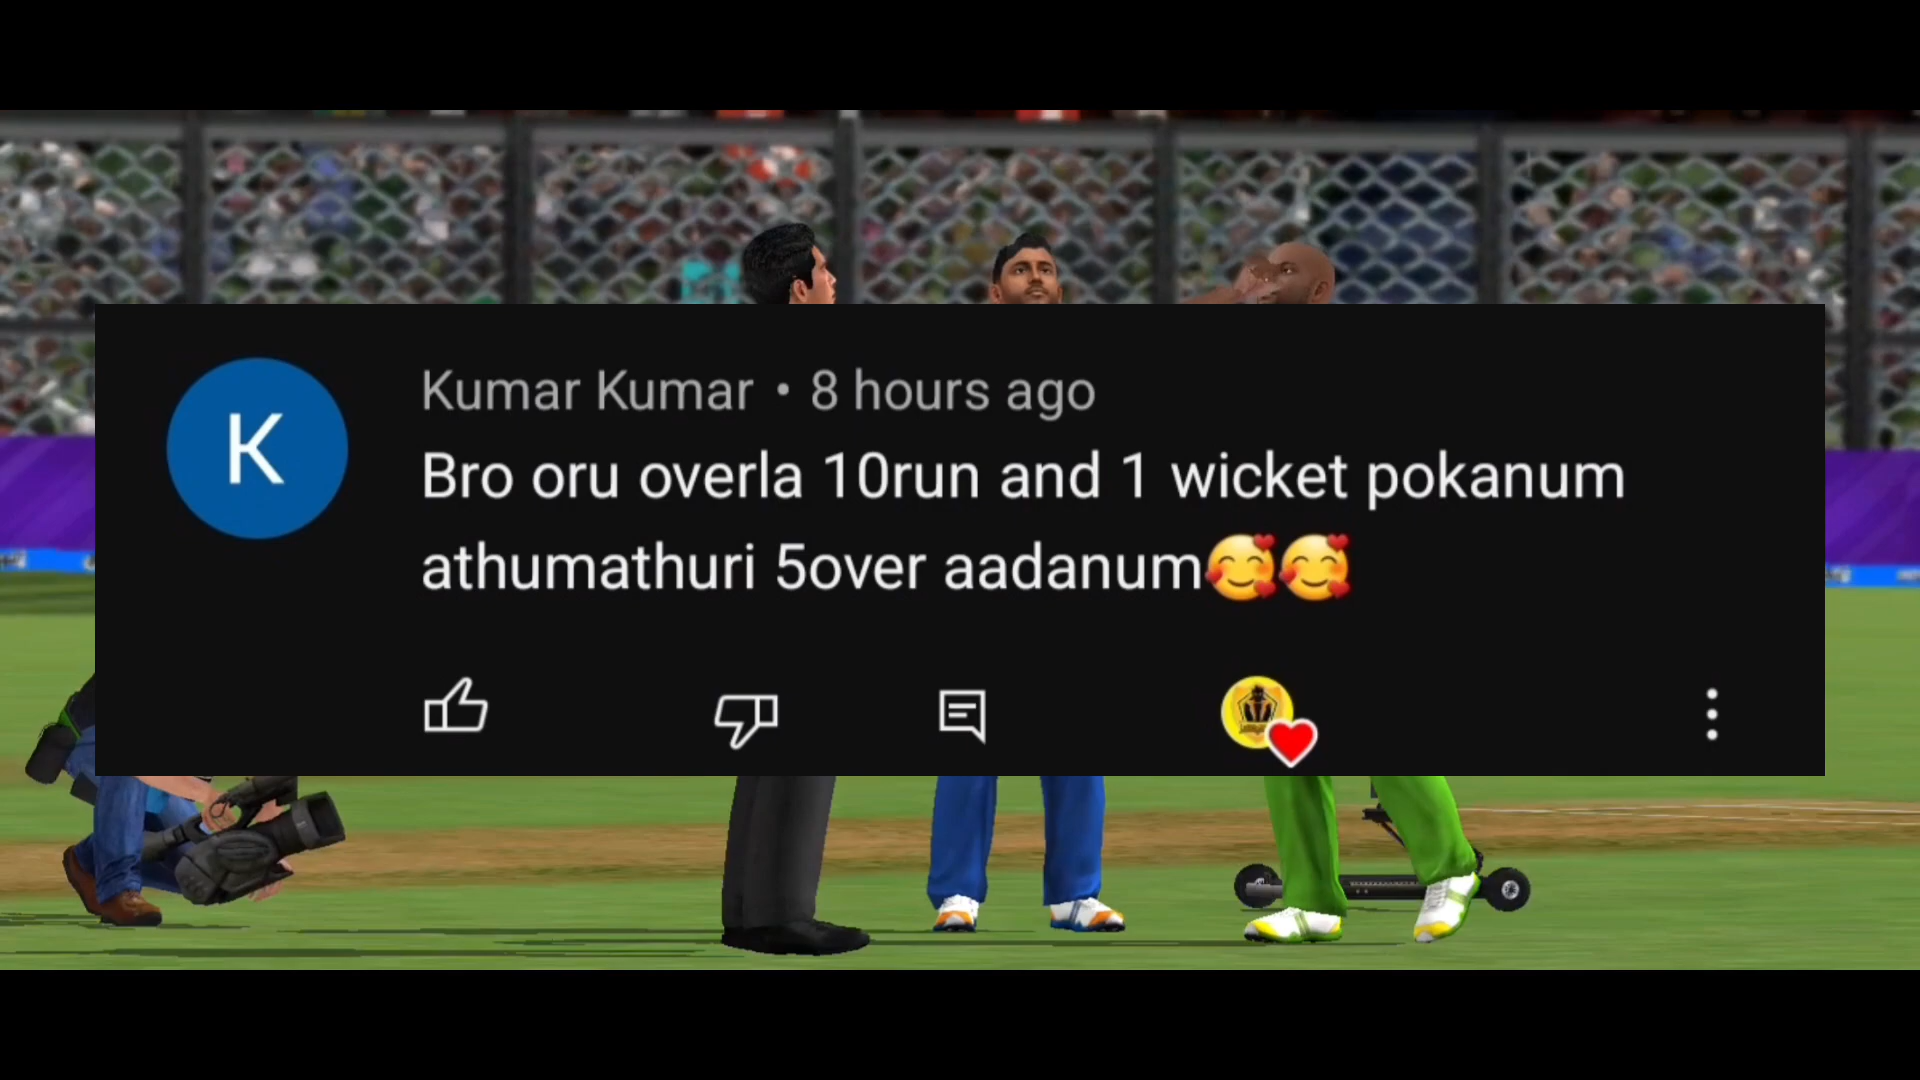 K
Kumar Kumar • 8 hours ago
Bro oru overla 10run and 1 wicket pokanum
athumathuri 5over aadanum🥰🥰